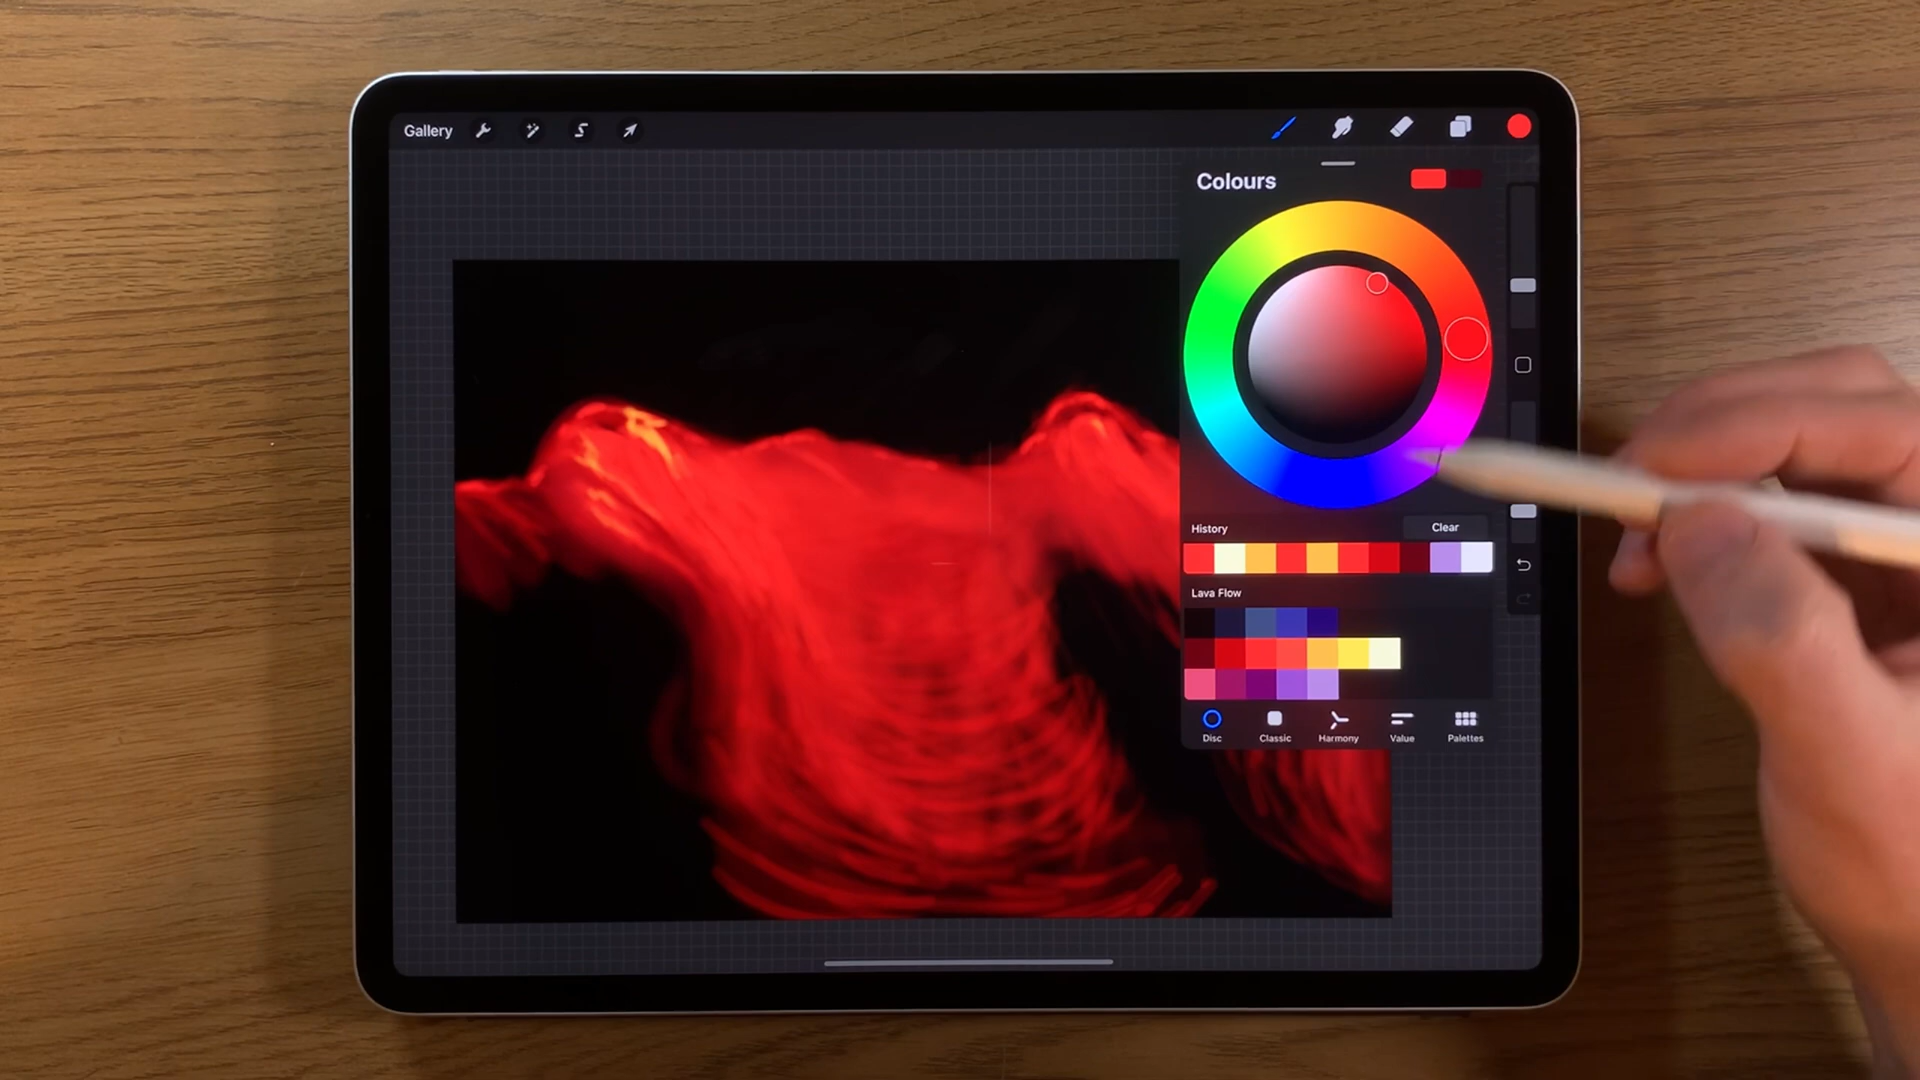 Gallery
Colours
History
Clear
Lava Flow
Disc
Classic
Harmony
Value
Palettes